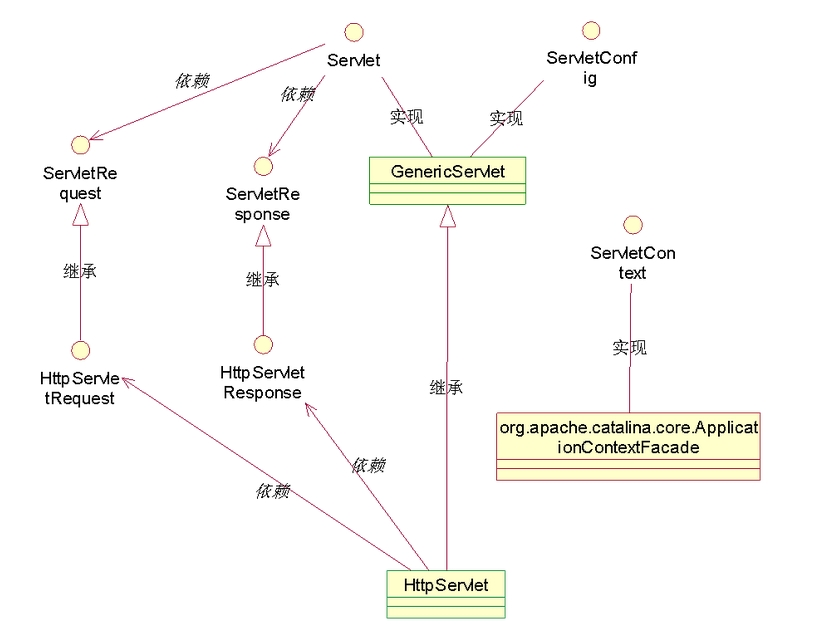 Servlet
ServletConf
ig
依赖
依赖
实现
实现
ServletRe
quest
ServletRe
sponse
GenericServlet
ServletCon
text
继承
继承
实现
HttpServle
tRequest
HttpServlet
Response
继承
org.apache.catalina.core.Applicat
ionContextFacade
依赖
依赖
HttpServlet